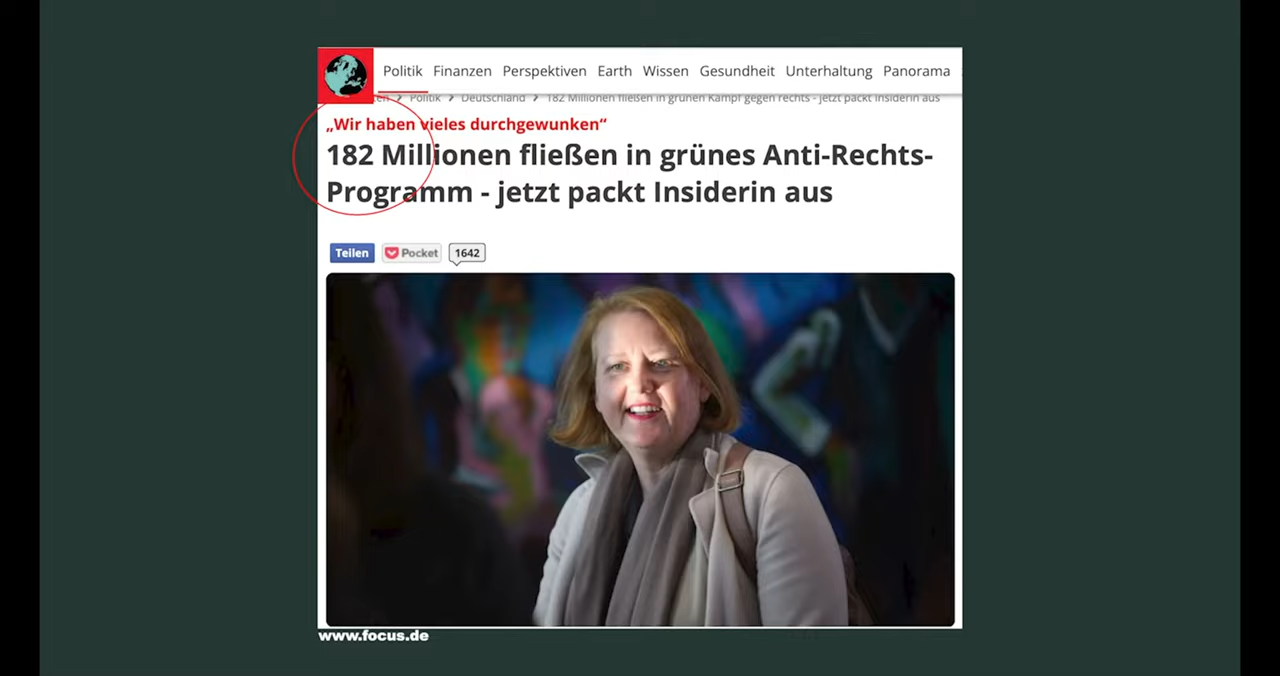 Politik Finanzen Perspektiven Earth Wissen Gesundheit Unterhaltung Panorama
Politik > Deutschland > 182 Millionen fließen in grünen Kampf gegen rechts - jetzt packt Insiderin aus
„Wir haben vieles durchgewunken“
182 Millionen fließen in grünes Anti-Rechts-
Programm - jetzt packt Insiderin aus
Teilen Pocket 1642
www.focus.de